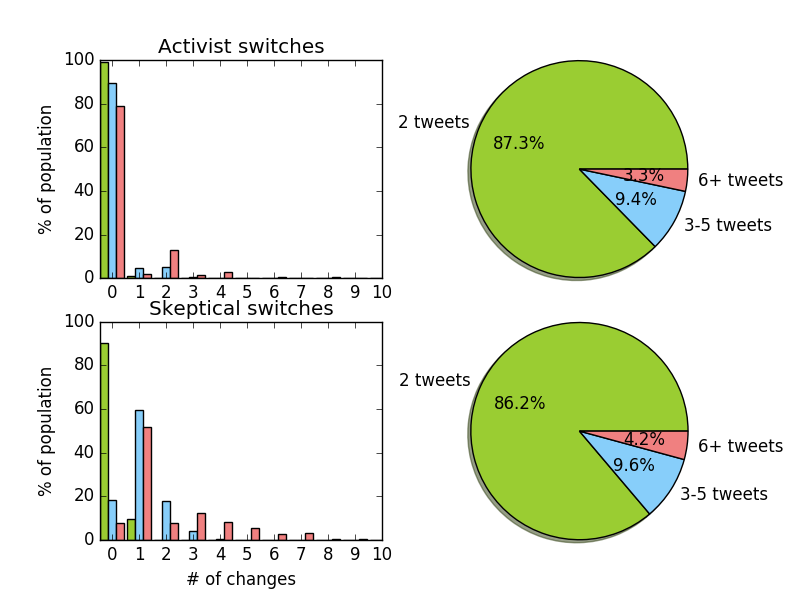 Activist switches
100
80
60
40
20
0
% of population
0 1 2 3 4 5 6 7 8 9 10
2 tweets
87.3%
3.3%
9.4%
6+ tweets
3-5 tweets
Skeptical switches
100
80
60
40
20
0
% of population
0 1 2 3 4 5 6 7 8 9 10
# of changes
2 tweets
86.2%
4.2%
9.6%
6+ tweets
3-5 tweets